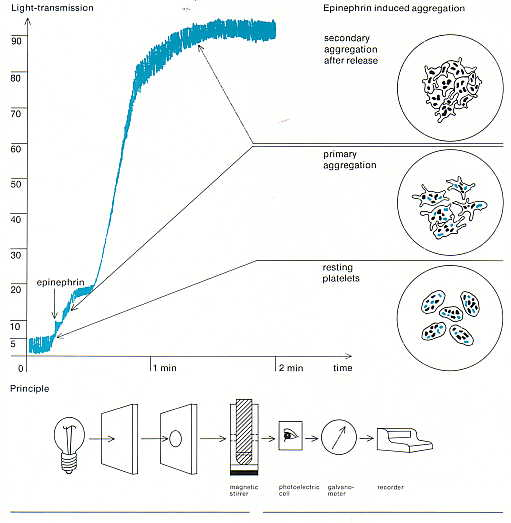 Light-transmission
Epinephrin induced aggregation
90
80
70
60
50
40
30
20
10
5
0
secondary
aggregation
after release
primary
aggregation
resting
platelets
epinephrin
1 min
2 min
time
Principle
magnetic
stirrer
photoelectric
cell
galvano-
meter
recorder